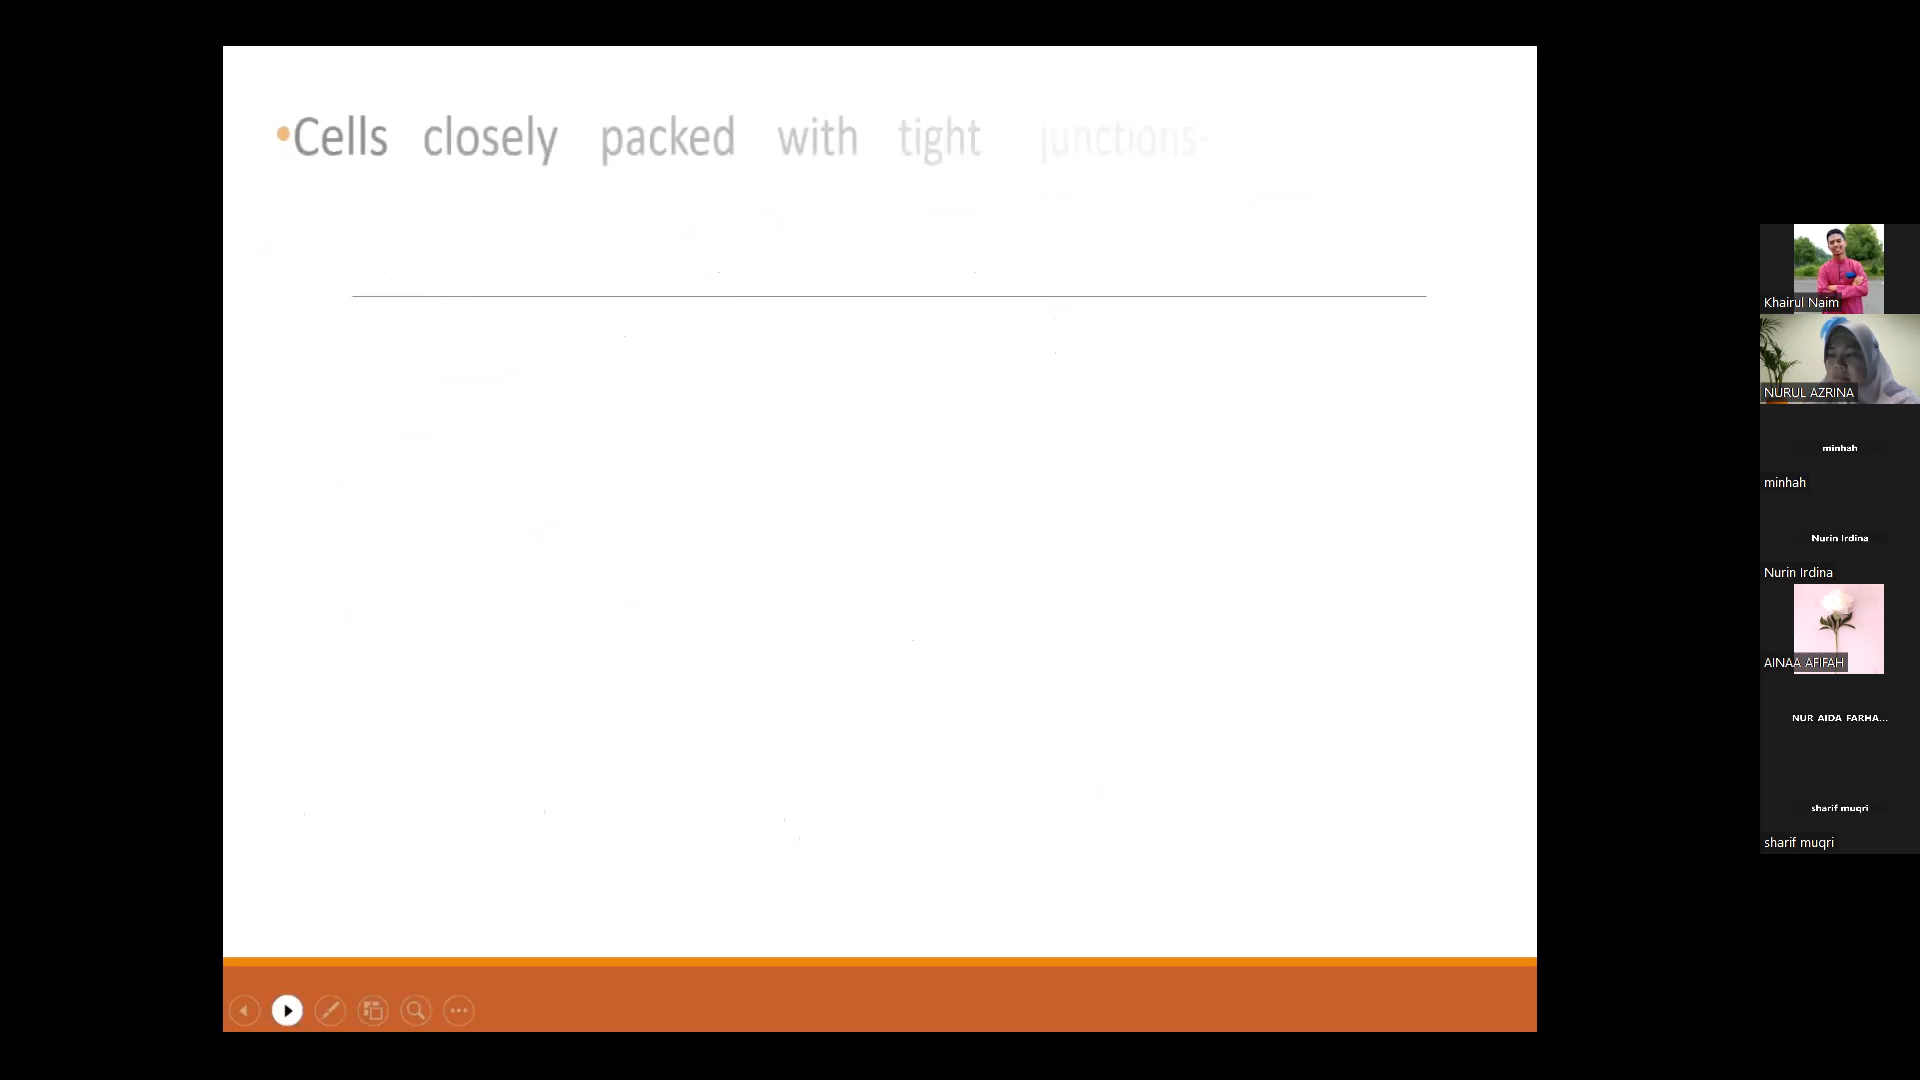 •Cells closely packed with tight junctions-
Khairul Naim
NURUL AZRINA
minhah
minhah
Nurin Irdina
Nurin Irdina
AINAA AFIFAH
NUR AIDA FARHA...
sharif muqri
sharif muqri